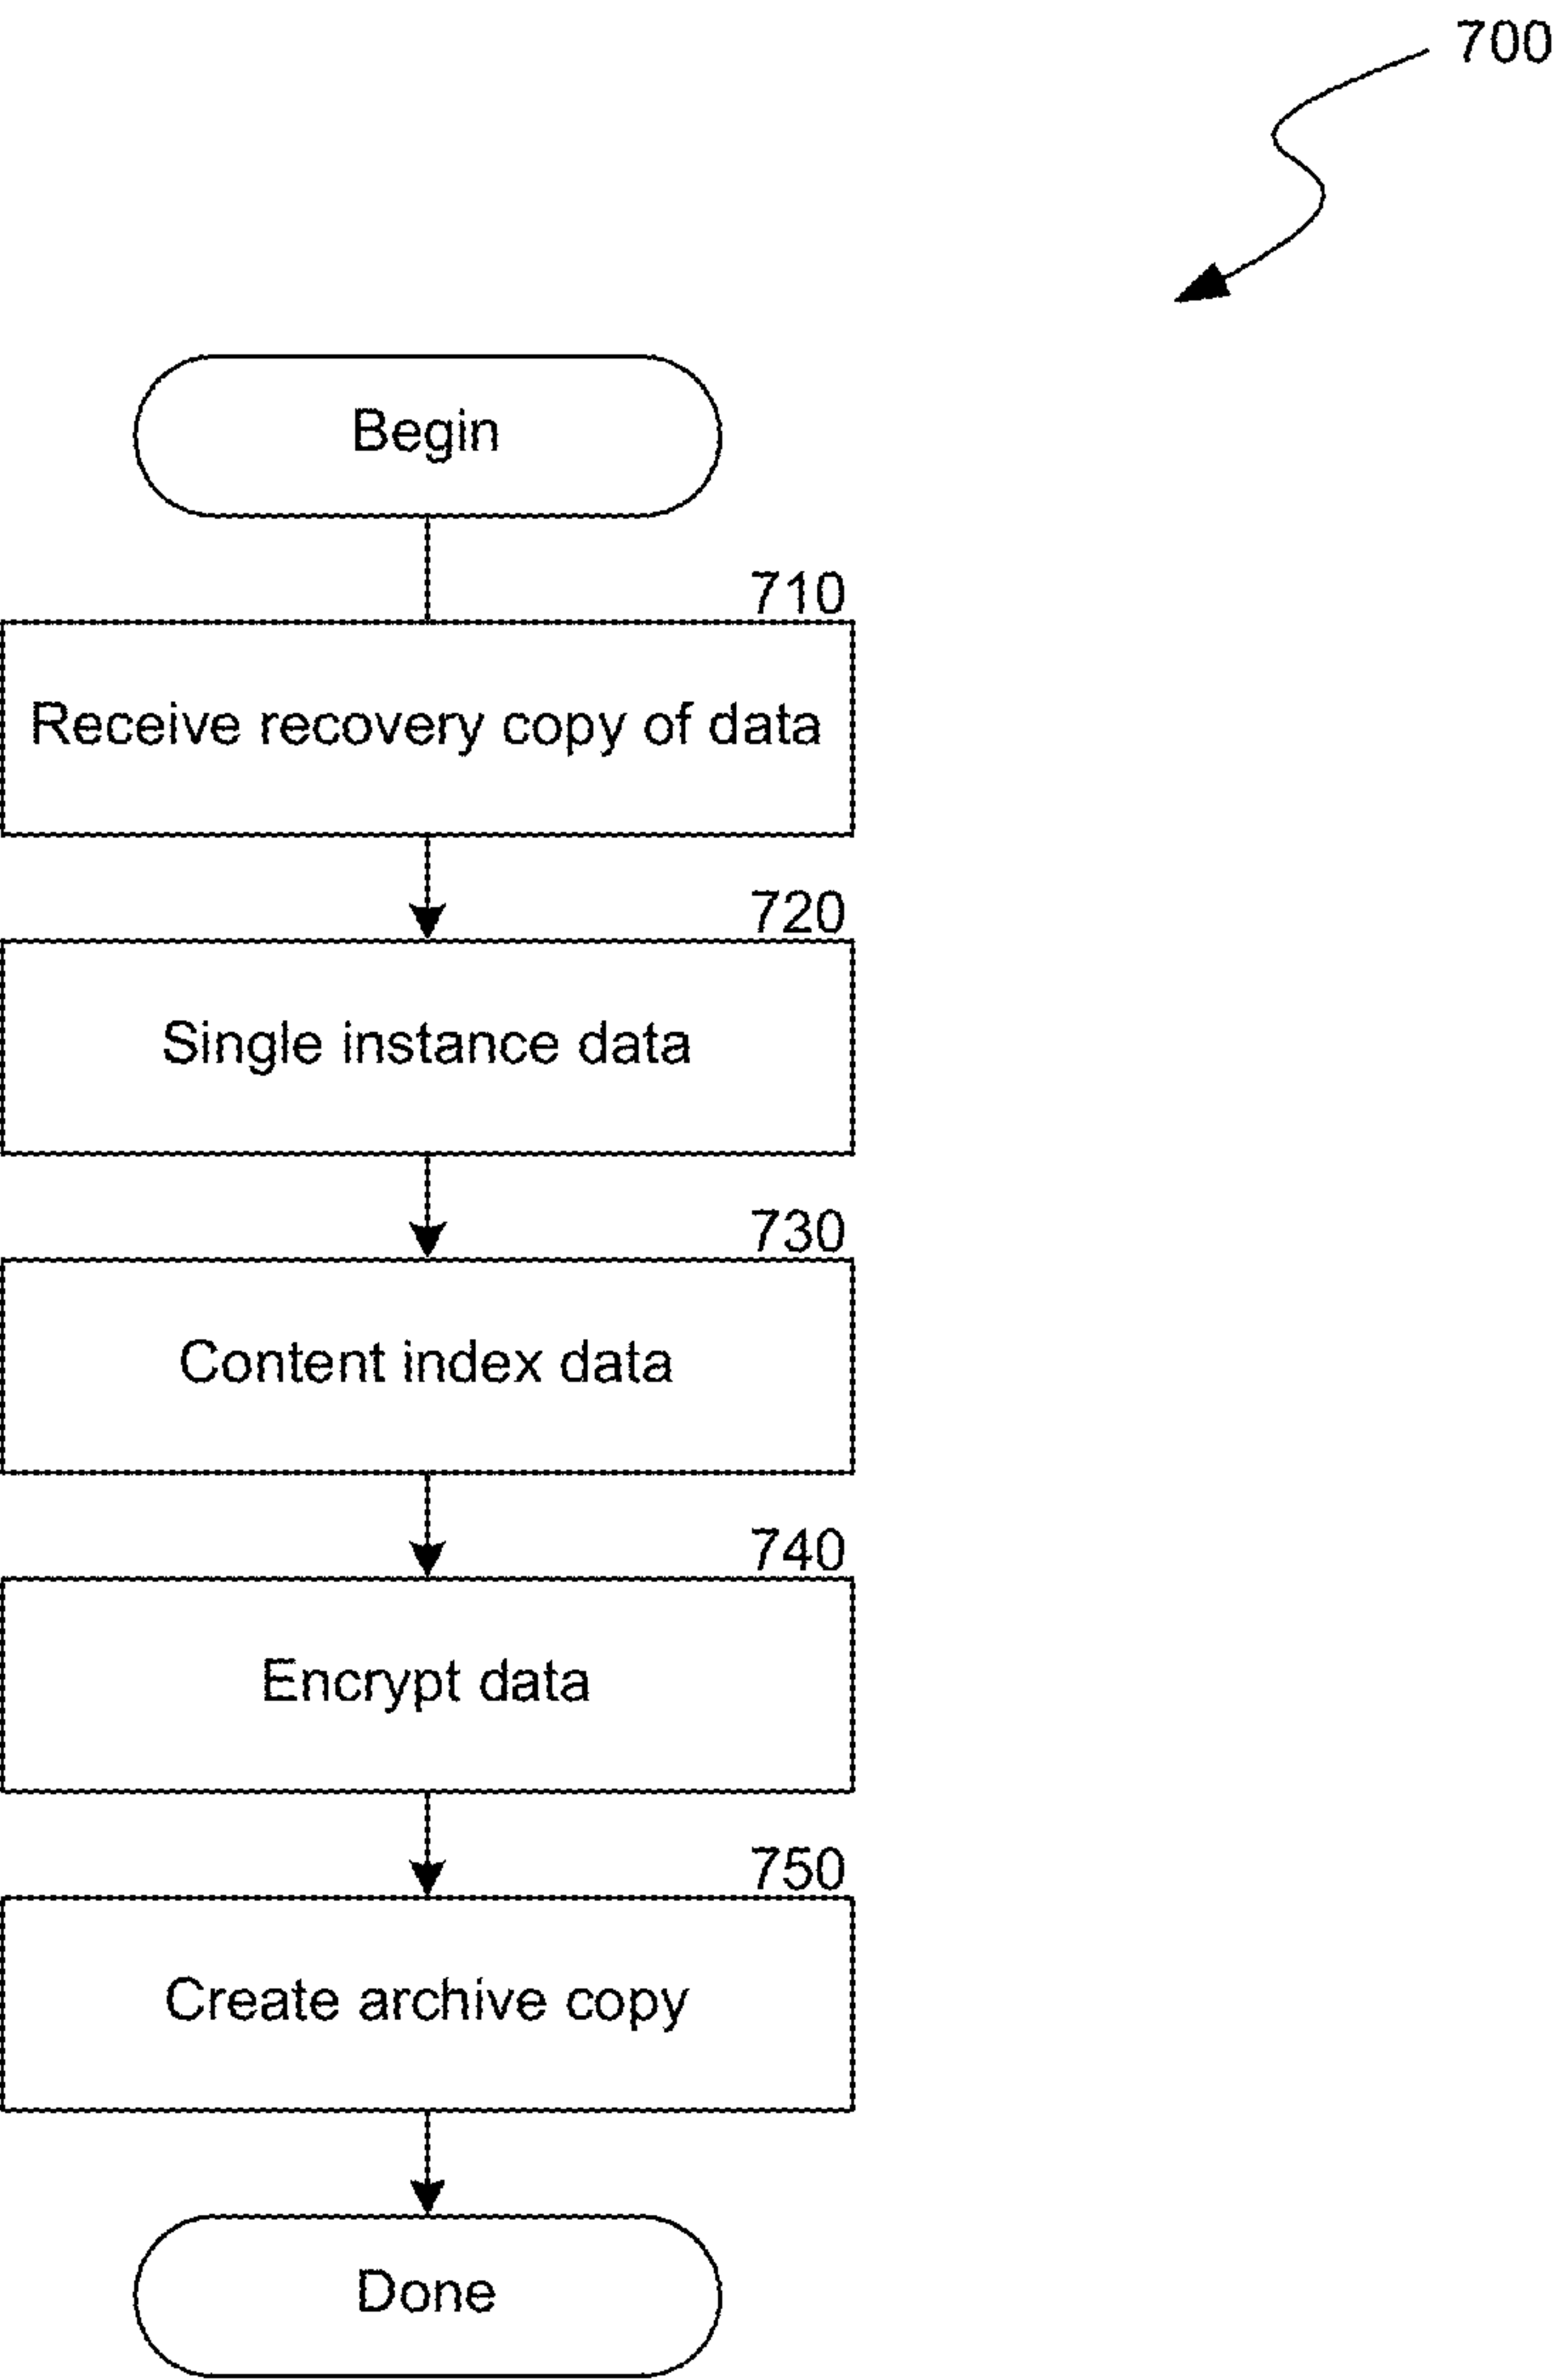 700
Begin
710
Receive recovery copy of data
720
Single instance data
730
Content index data
740
Encrypt data
750
Create archive copy
Done